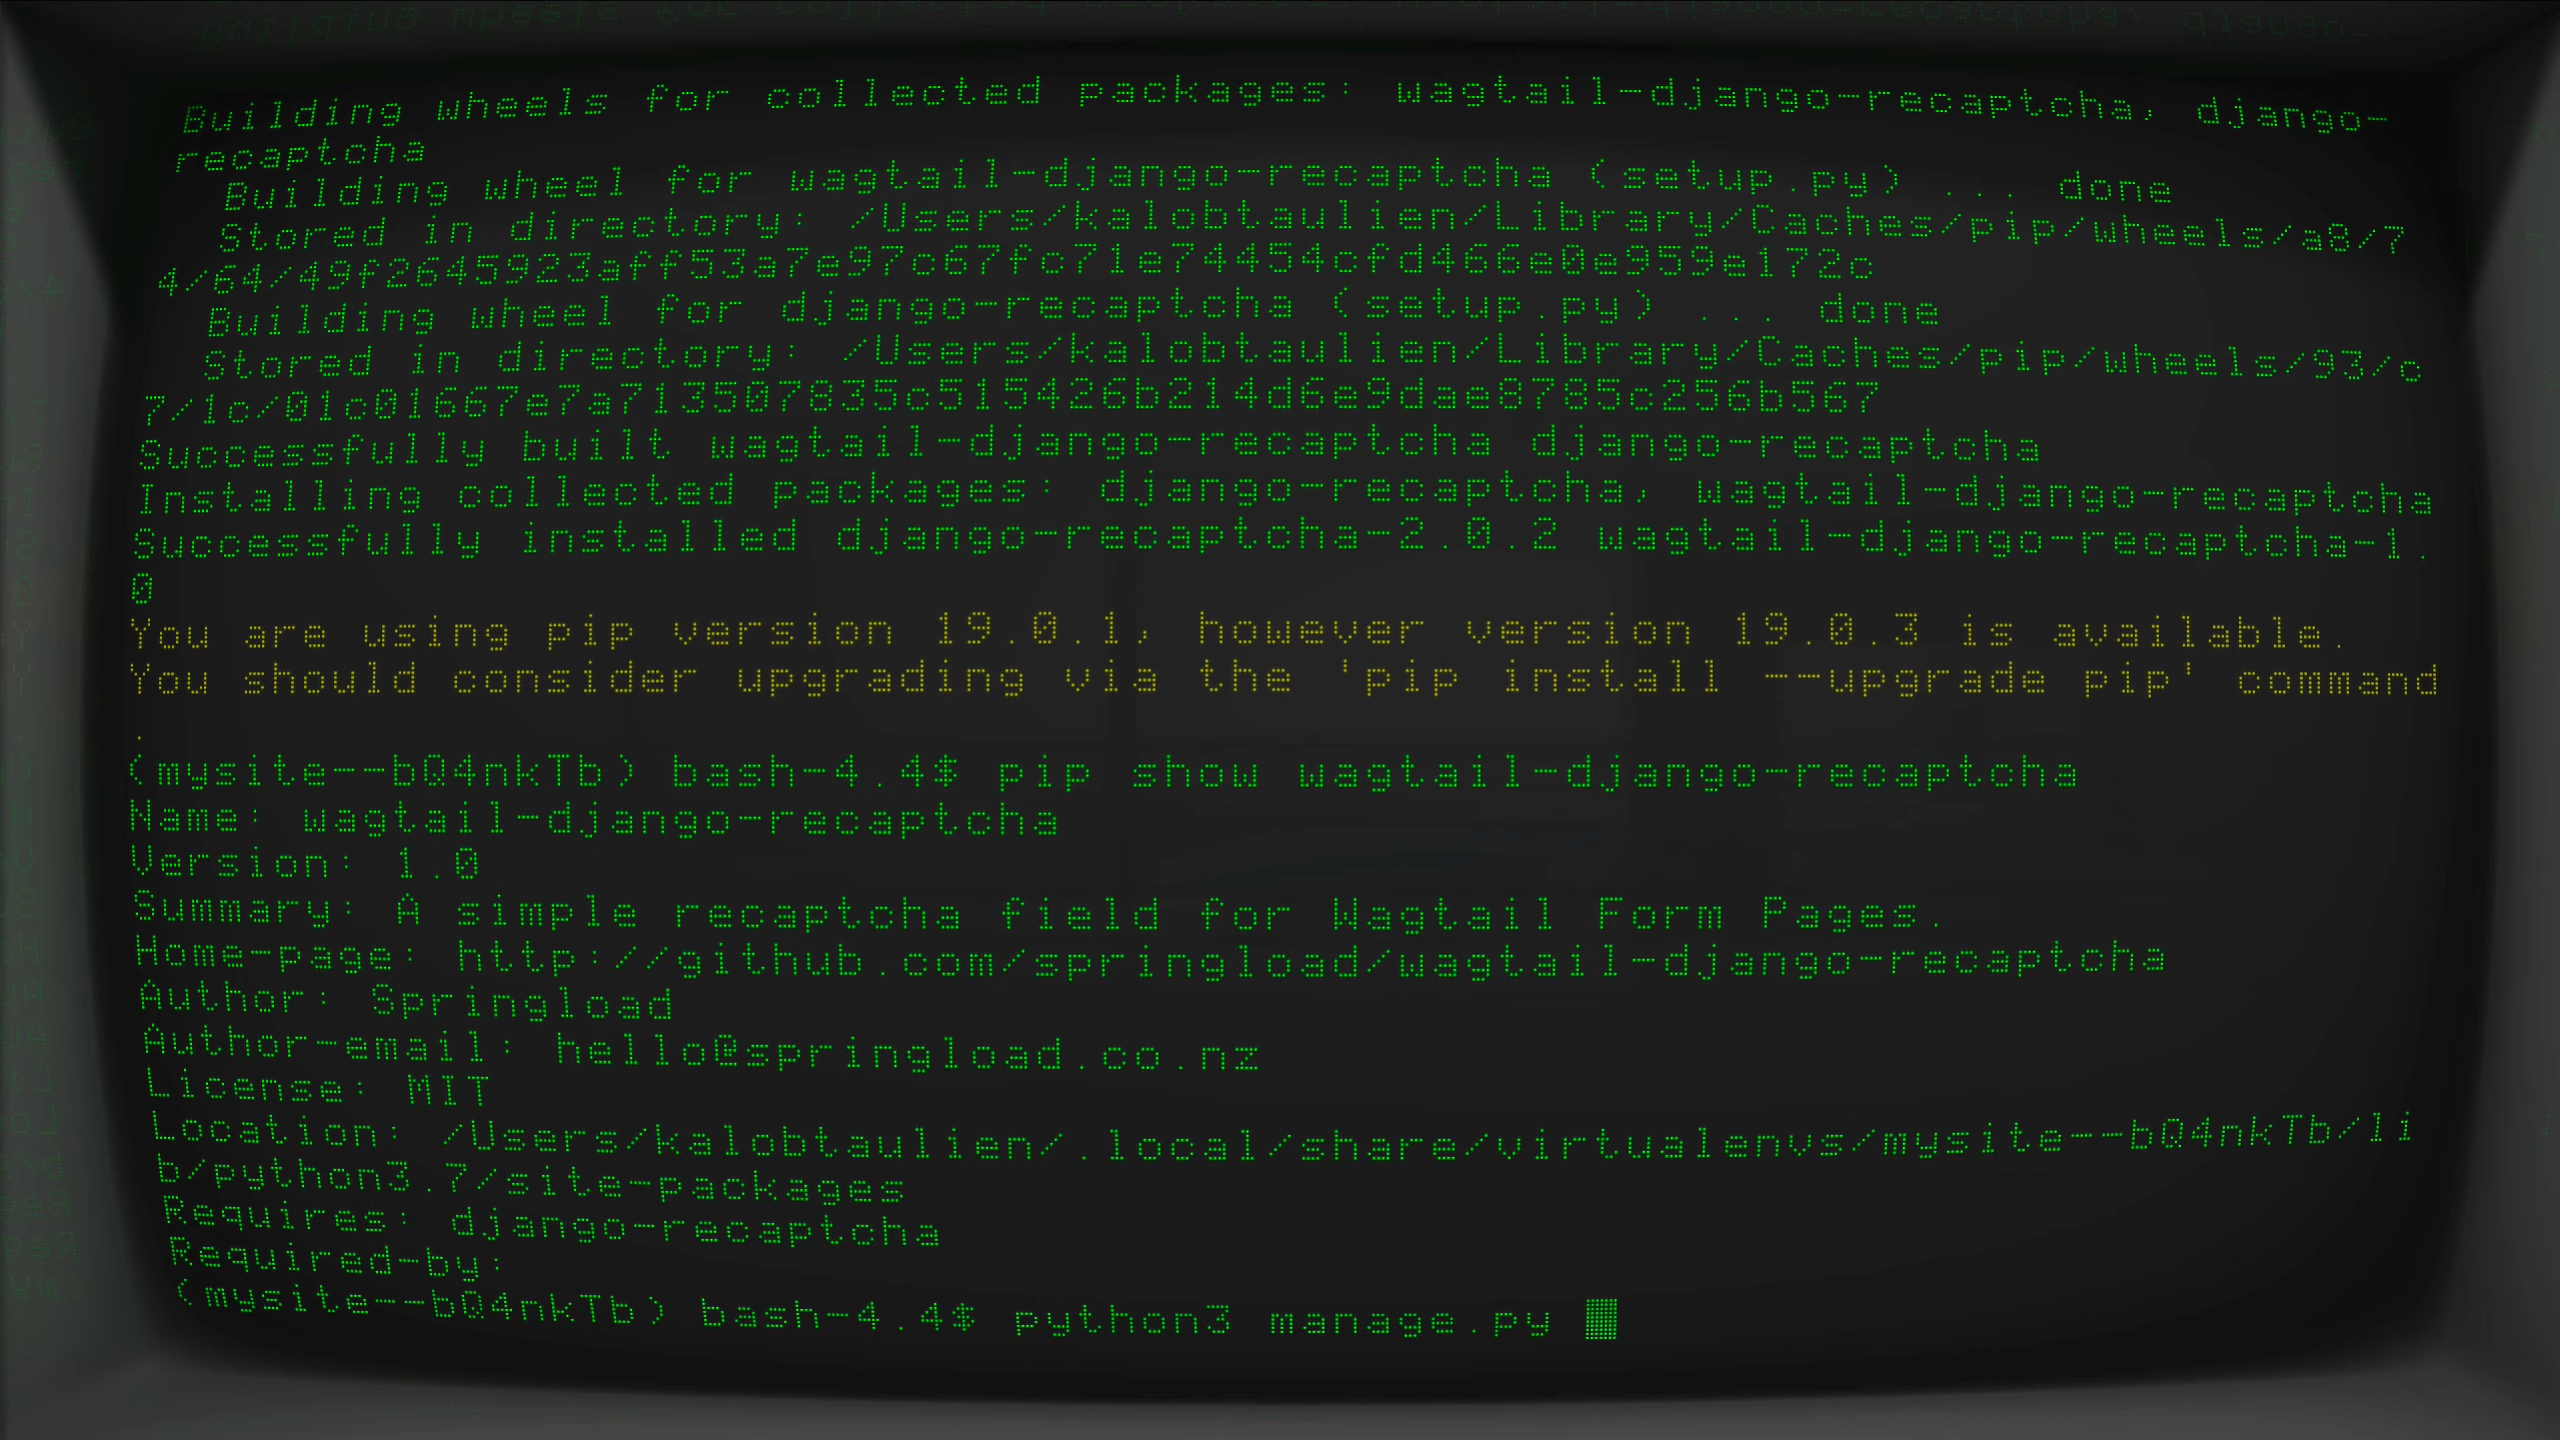 Building wheels for collected packages: wagtail-django-recaptcha, django-
recaptcha
  Building wheel for wagtail-django-recaptcha (setup.py) ... done
  Stored in directory: /Users/kalobtaulien/Library/Caches/pip/wheels/a8/7
4/64/49f2645923aff53a7e97c67fc71e74454cfd466e0e959e172c
  Building wheel for django-recaptcha (setup.py) ... done
  Stored in directory: /Users/kalobtaulien/Library/Caches/pip/wheels/93/c
7/1c/01c01667e7a713507835c515426b214d6e9dae8785c256b567
Successfully built wagtail-django-recaptcha django-recaptcha
Installing collected packages: django-recaptcha, wagtail-django-recaptcha
Successfully installed django-recaptcha-2.0.2 wagtail-django-recaptcha-1.
0
You are using pip version 19.0.1, however version 19.0.3 is available.
You should consider upgrading via the 'pip install --upgrade pip' command
.
(mysite--bQ4nkTb) bash-4.4$ pip show wagtail-django-recaptcha
Name: wagtail-django-recaptcha
Version: 1.0
Summary: A simple recaptcha field for Wagtail Form Pages.
Home-page: http://github.com/springload/wagtail-django-recaptcha
Author: Springload
Author-email: hello@springload.co.nz
License: MIT
Location: /Users/kalobtaulien/.local/share/virtualenvs/mysite--bQ4nkTb/li
b/python3.7/site-packages
Requires: django-recaptcha
Required-by:
(mysite--bQ4nkTb) bash-4.4$ python3 manage.py